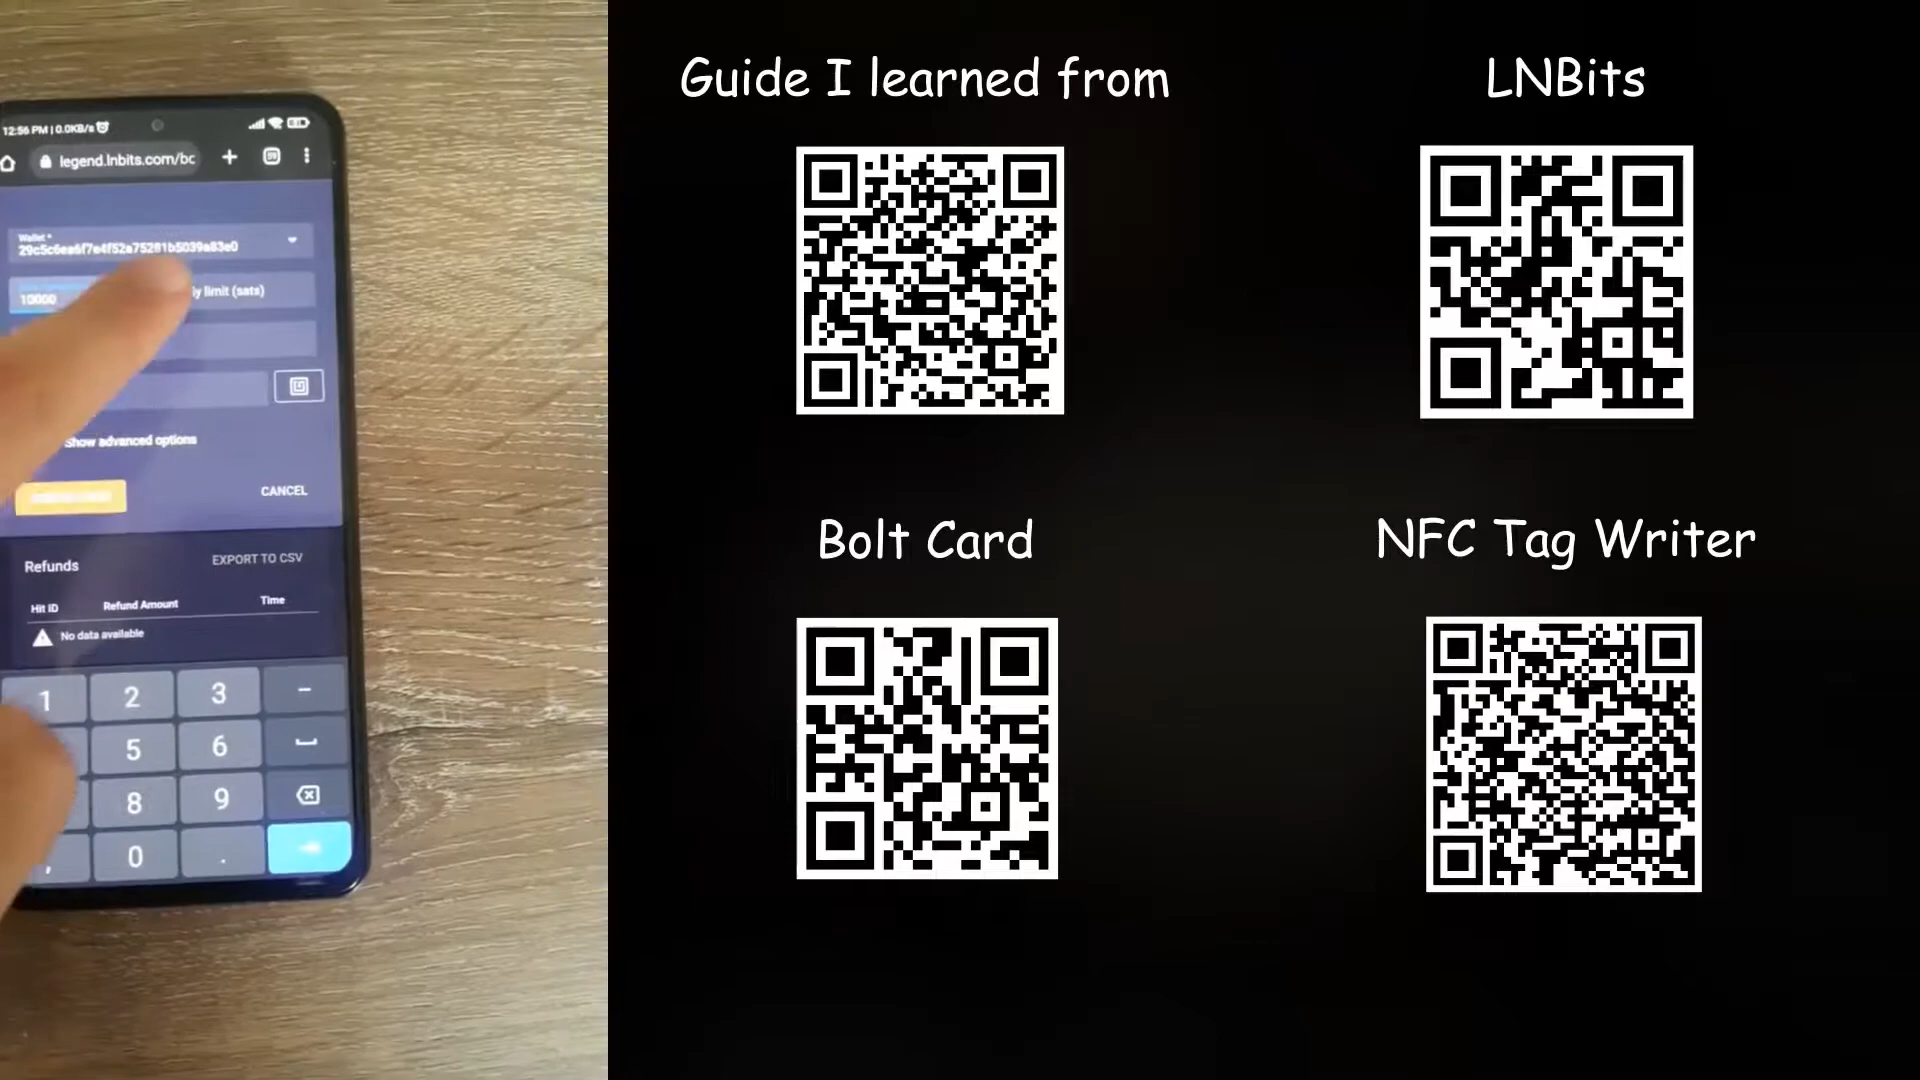 Guide I learned from
LNBits
Bolt Card
NFC Tag Writer
12:56 PM | 0.0KB/s
legend.lnbits.com/bc
Wallet *
29c5c6ea6f7e4f52a75281b5039a83e0
10000
ly limit (sats)
Show advanced options
CANCEL
Refunds
EXPORT TO CSV
Hit ID
Refund Amount
Time
No data available
1 2 3 -
5 6
8 9
, 0 .